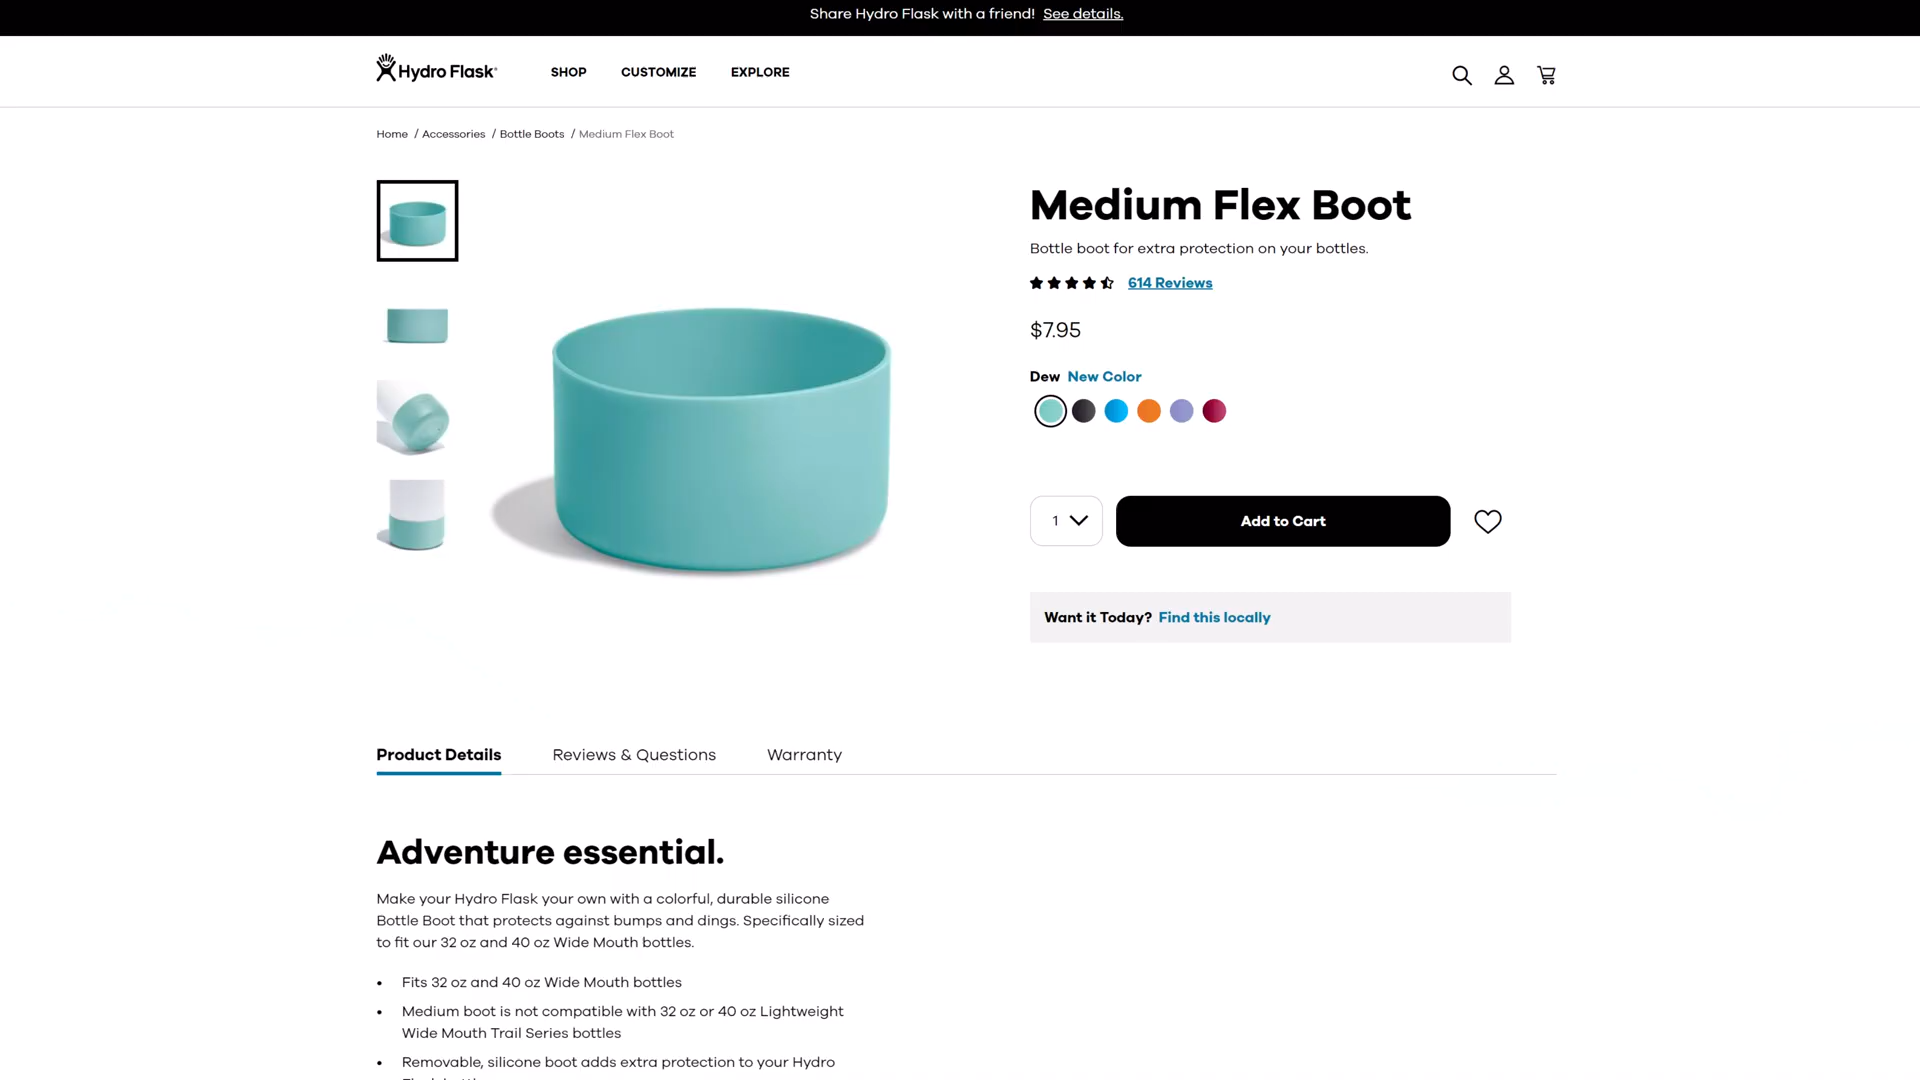 Share Hydro Flask with a friend! See details.
Hydro Flask
SHOP
CUSTOMIZE
EXPLORE
Home / Accessories / Bottle Boots / Medium Flex Boot
Medium Flex Boot
Bottle boot for extra protection on your bottles.
614 Reviews
$7.95
Dew New Color
1
Add to Cart
Want it Today? Find this locally
Product Details
Reviews & Questions
Warranty
Adventure essential.
Make your Hydro Flask your own with a colorful, durable silicone
Bottle Boot that protects against bumps and dings. Specifically sized
to fit our 32 oz and 40 oz Wide Mouth bottles.
• Fits 32 oz and 40 oz Wide Mouth bottles
• Medium boot is not compatible with 32 oz or 40 oz Lightweight
Wide Mouth Trail Series bottles
• Removable, silicone boot adds extra protection to your Hydro